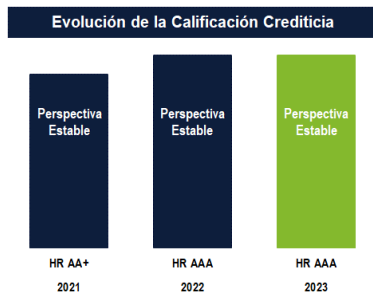 Evolución de la Calificación Crediticia
Perspectiva
Estable
Perspectiva
Estable
Perspectiva
Estable
HR AA+
HR AAA
HR AAA
2021
2022
2023